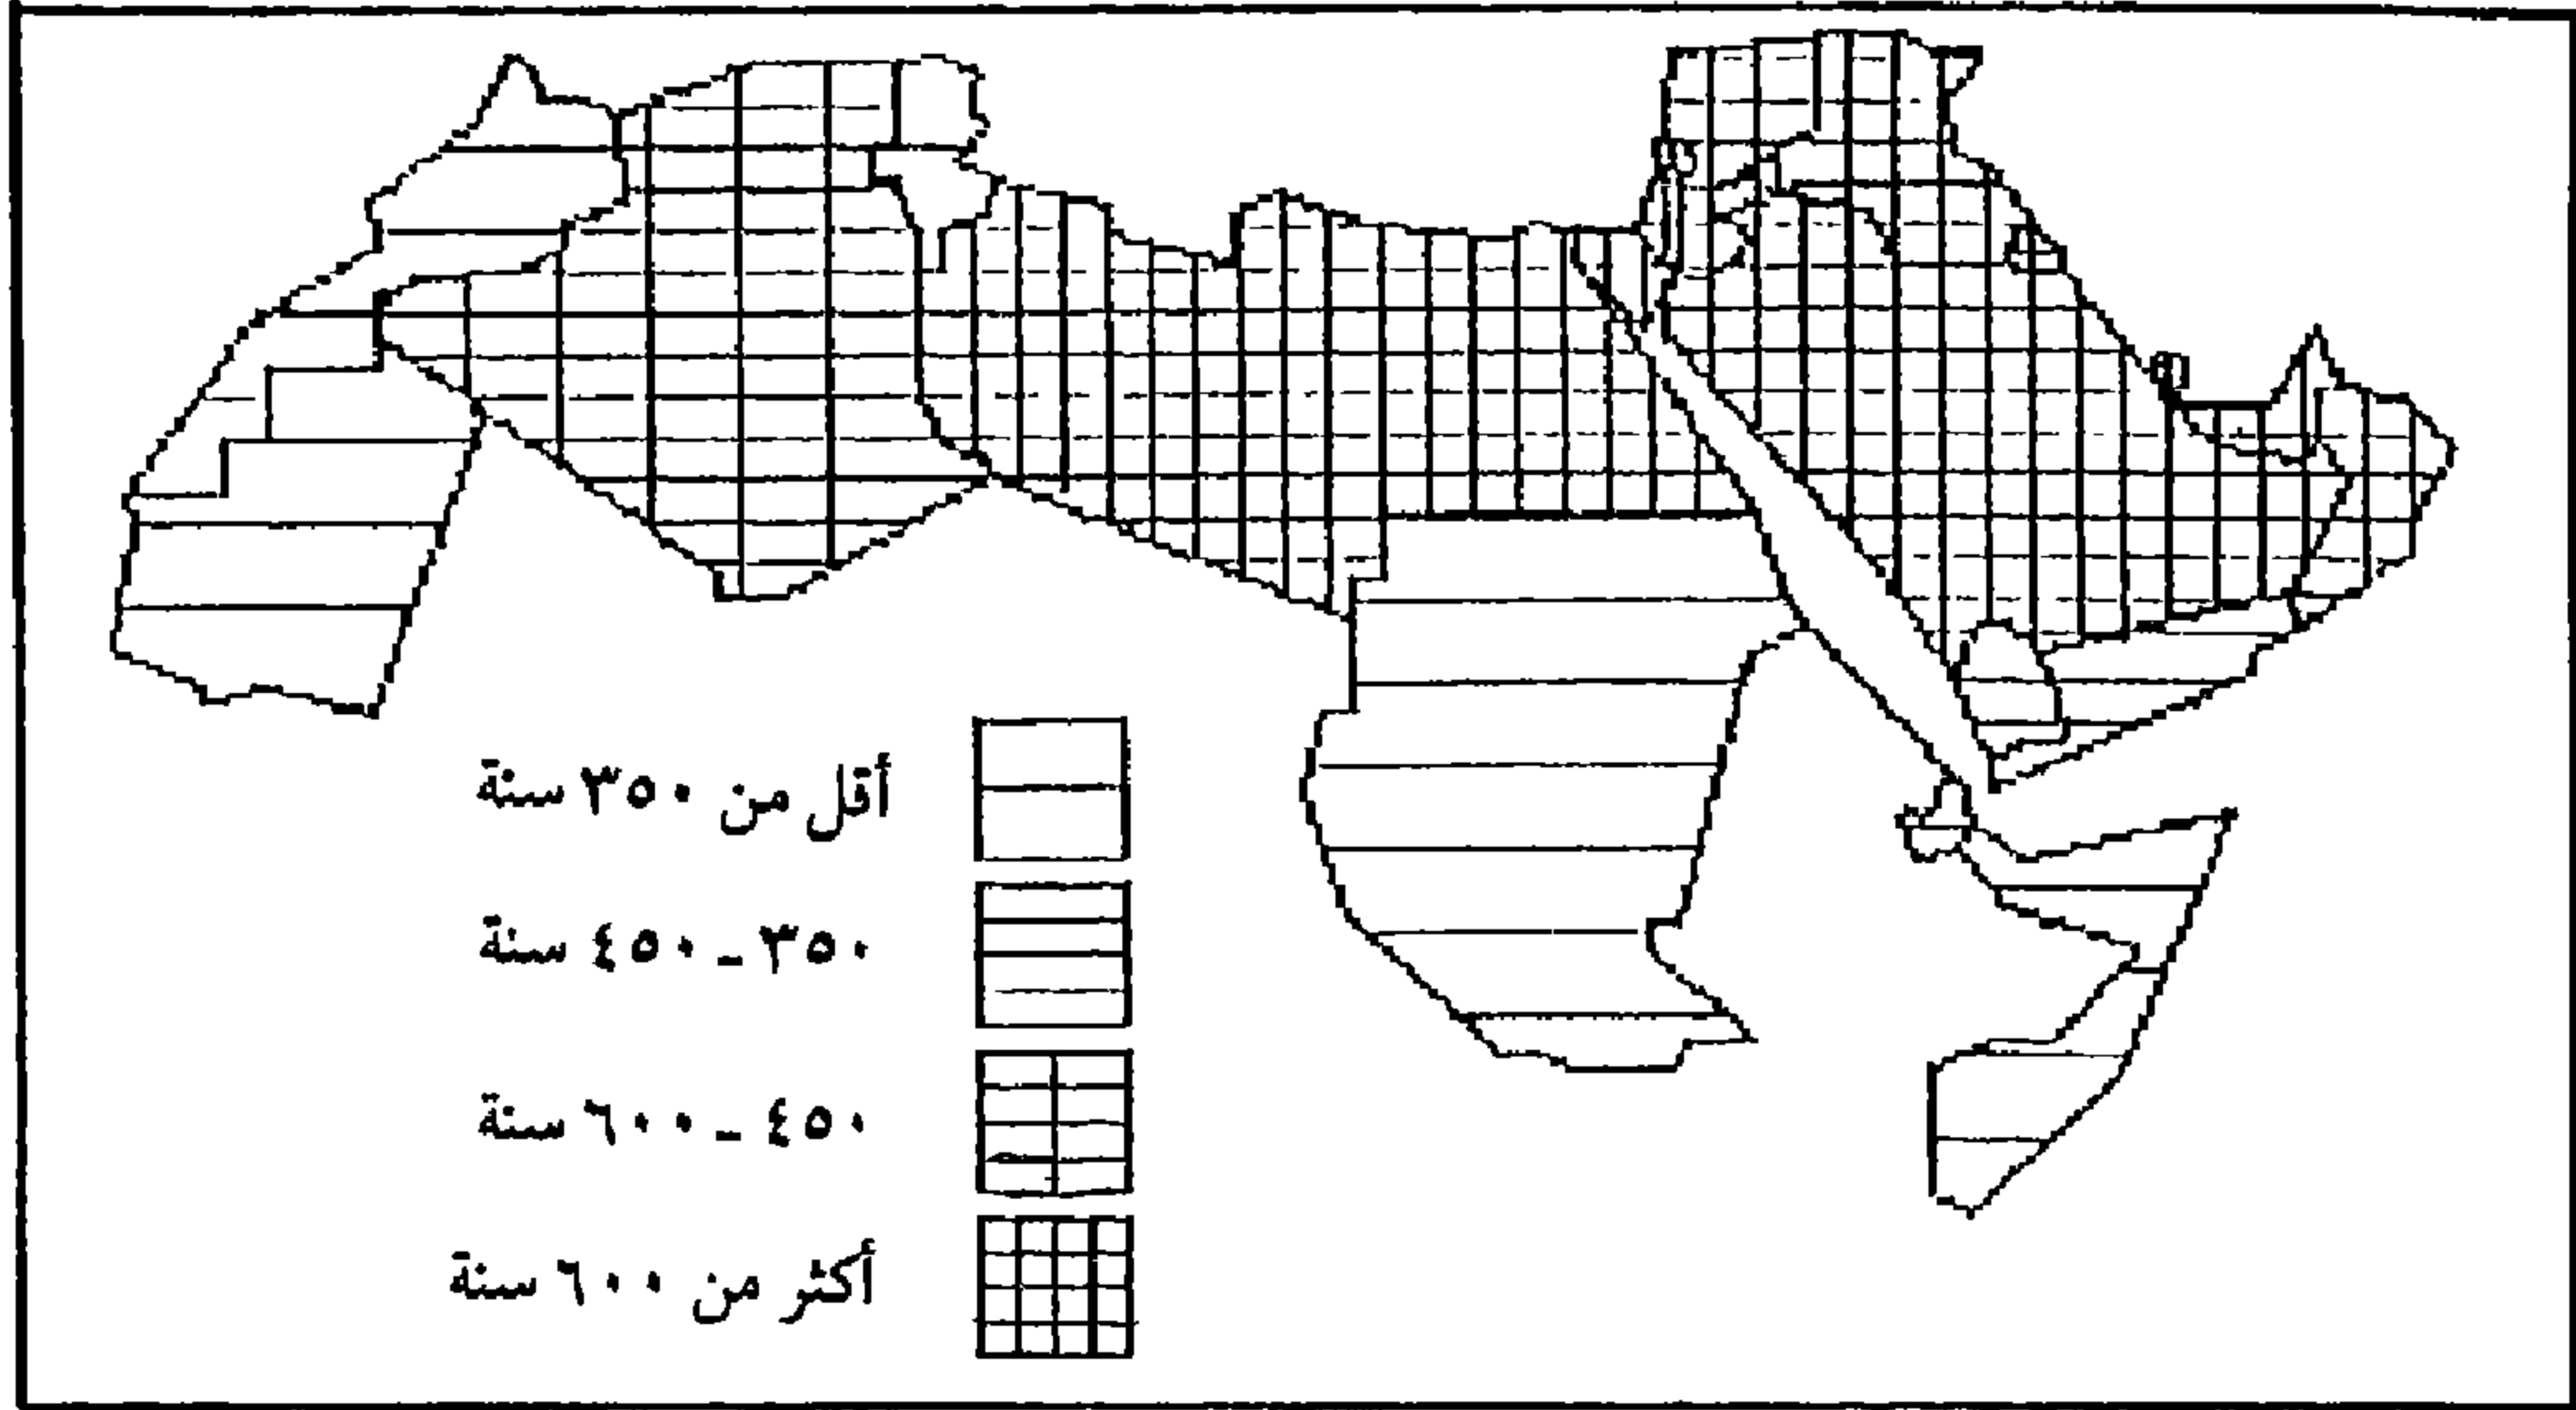 أقل من ٣٥٠ سنة
٣٥٠ - ٤٥٠ سنة
٤٥٠ - ٦٠٠ سنة
أكثر من ٦٠٠ سنة